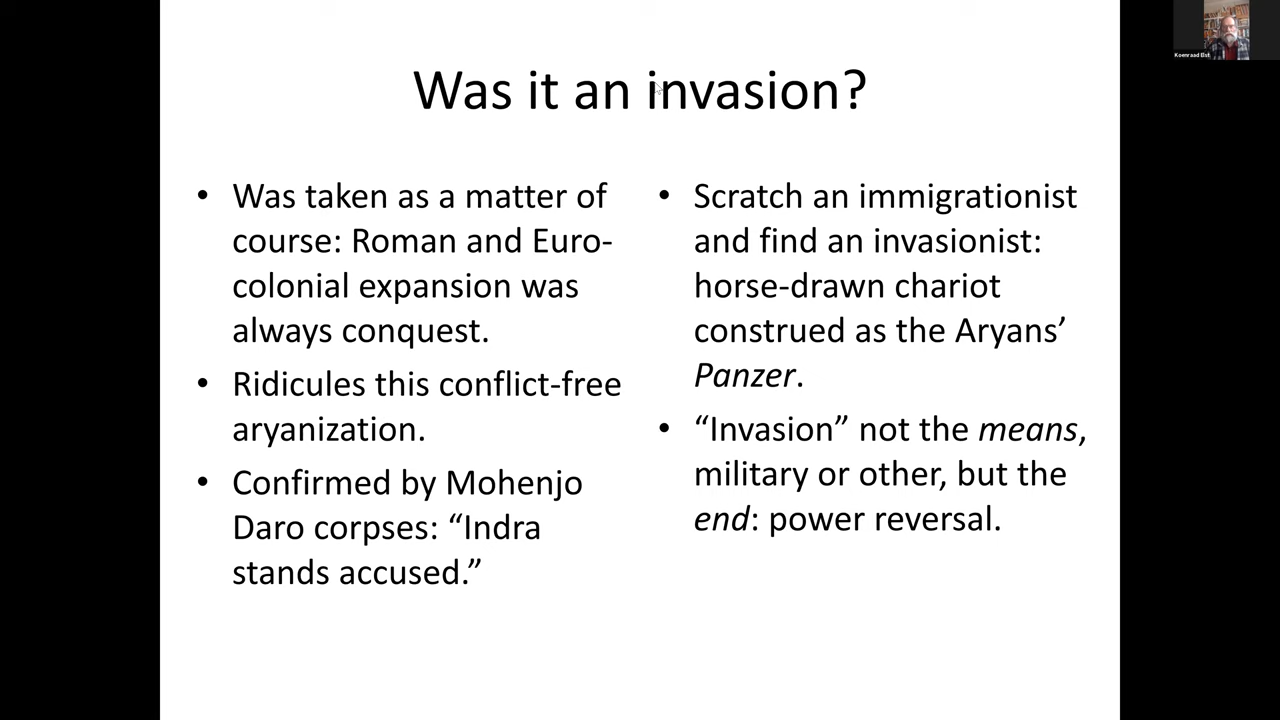 Was it an invasion?
• Was taken as a matter of
course: Roman and Euro-
colonial expansion was
always conquest.
• Ridicules this conflict-free
aryanization.
• Confirmed by Mohenjo
Daro corpses: “Indra
stands accused.”
• Scratch an immigrationist
and find an invasionist:
horse-drawn chariot
construed as the Aryans’
Panzer.
• “Invasion” not the means,
military or other, but the
end: power reversal.
Koenraad Elst